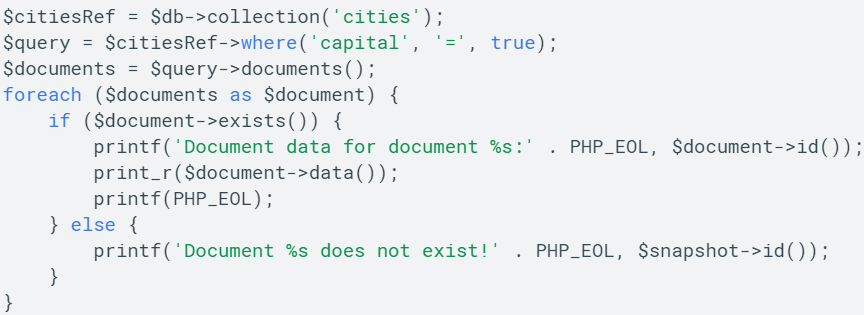 $citiesRef = $db->collection('cities');
$query = $citiesRef->where('capital', '=', true);
$documents = $query->documents();
foreach ($documents as $document) {
    if ($document->exists()) {
        printf('Document data for document %s:' . PHP_EOL, $document->id());
        print_r($document->data());
        printf(PHP_EOL);
    } else {
        printf('Document %s does not exist!' . PHP_EOL, $snapshot->id());
    }
}